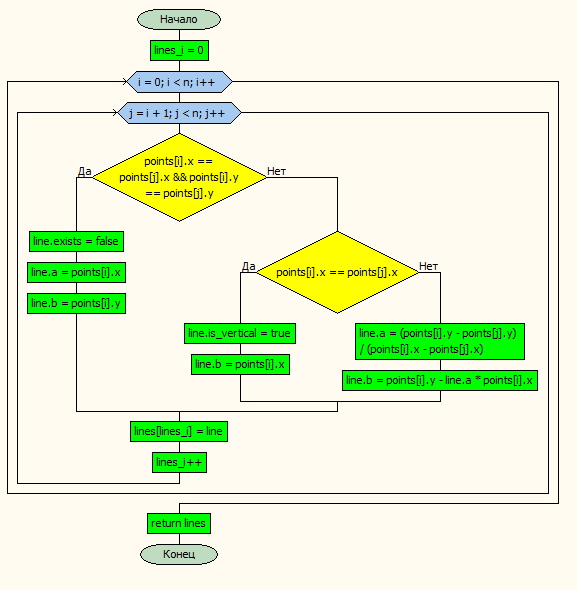 Начало
lines_i = 0
i = 0; i < n; i++
j = i + 1; j < n; j++
points[i].x ==
points[j].x && points[i].y
== points[j].y
Да
Нет
line.exists = false
line.a = points[i].x
line.b = points[i].y
points[i].x == points[j].x
Да
Нет
line.is_vertical = true
line.b = points[i].x
line.a = (points[i].y - points[j].y)
/ (points[i].x - points[j].x)
line.b = points[i].y - line.a * points[i].x
lines[lines_i] = line
lines_i++
return lines
Конец